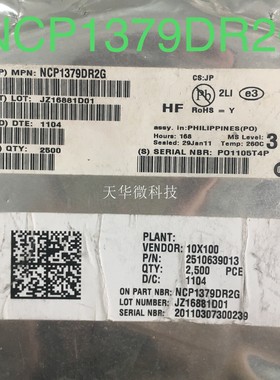 NCP1379DR2
P) MPN: NCP1379DR2G
CS:JP
HF
2LI
e3
RoHS = Y
T) LOT: JZ16881D01
D) DTE: 1104
assy. in:PHILIPPINES(PO)
Hours: 168
MS Level:
3
Sealed: 29Jan11
Temp: 260C
Q) QTY: 2500
(S) SERIAL NBR: PO1105T4P
天华微科技
PLANT:
VENDOR: 10X100
P/N: 2510639013
QTY: 2,500 PCE
D/C: 1104
ON PART NBR: NCP1379DR2G
LOT NUMBER: JZ16881D01
S/NBR: 20110307300239